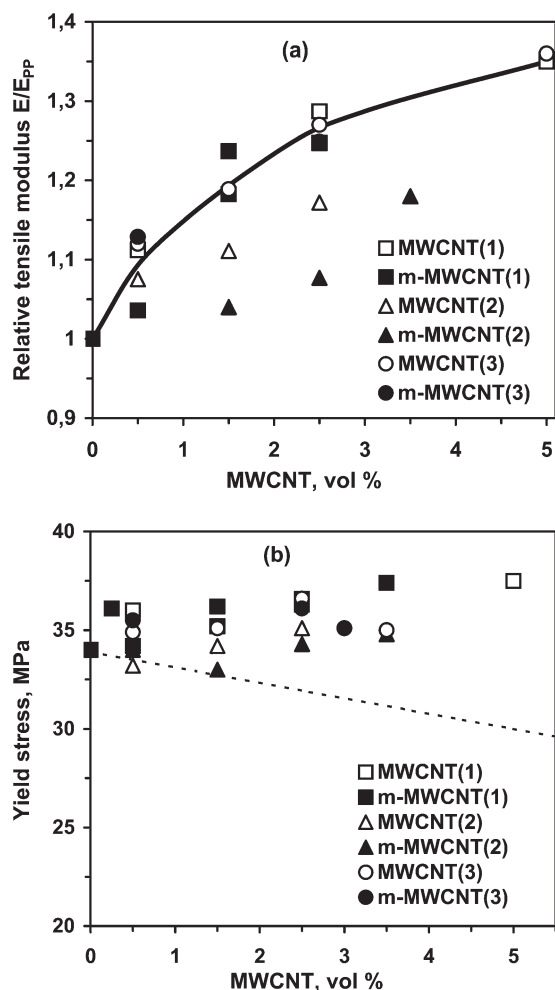 1,4
(a)
1,3
1,2
1,1
1
0,9
Relative tensile modulus E/EPP
MWCNT(1)
m-MWCNT(1)
MWCNT(2)
m-MWCNT(2)
MWCNT(3)
m-MWCNT(3)
0 1 2 3 4 5
MWCNT, vol %
40
(b)
35
30
25
20
Yield stress, MPa
MWCNT(1)
m-MWCNT(1)
MWCNT(2)
m-MWCNT(2)
MWCNT(3)
m-MWCNT(3)
0 1 2 3 4 5
MWCNT, vol %